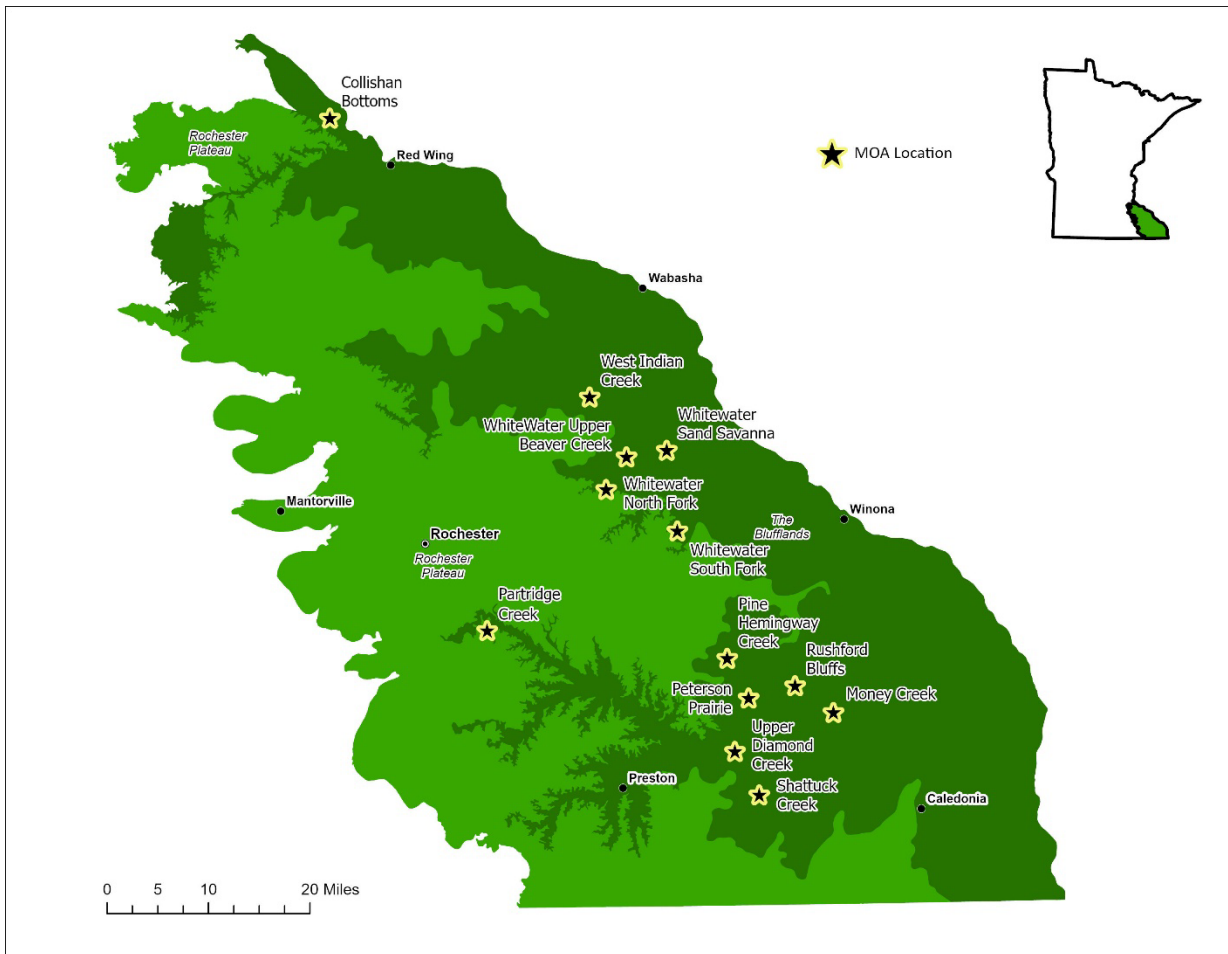 Collishan
Bottoms
Rochester
Plateau
Red Wing
MOA Location
Wabasha
West Indian
Creek
WhiteWater Upper
Beaver Creek
Whitewater
Sand Savanna
Whitewater
North Fork
Mantorville
Winona
The
Blufflands
Rochester
Rochester
Plateau
Whitewater
South Fork
Partridge
Creek
Pine
Hemingway
Creek
Rushford
Bluffs
Peterson
Prairie
Money Creek
Upper
Diamond
Creek
Preston
Shattuck
Creek
Caledonia
0 5 10 20 Miles